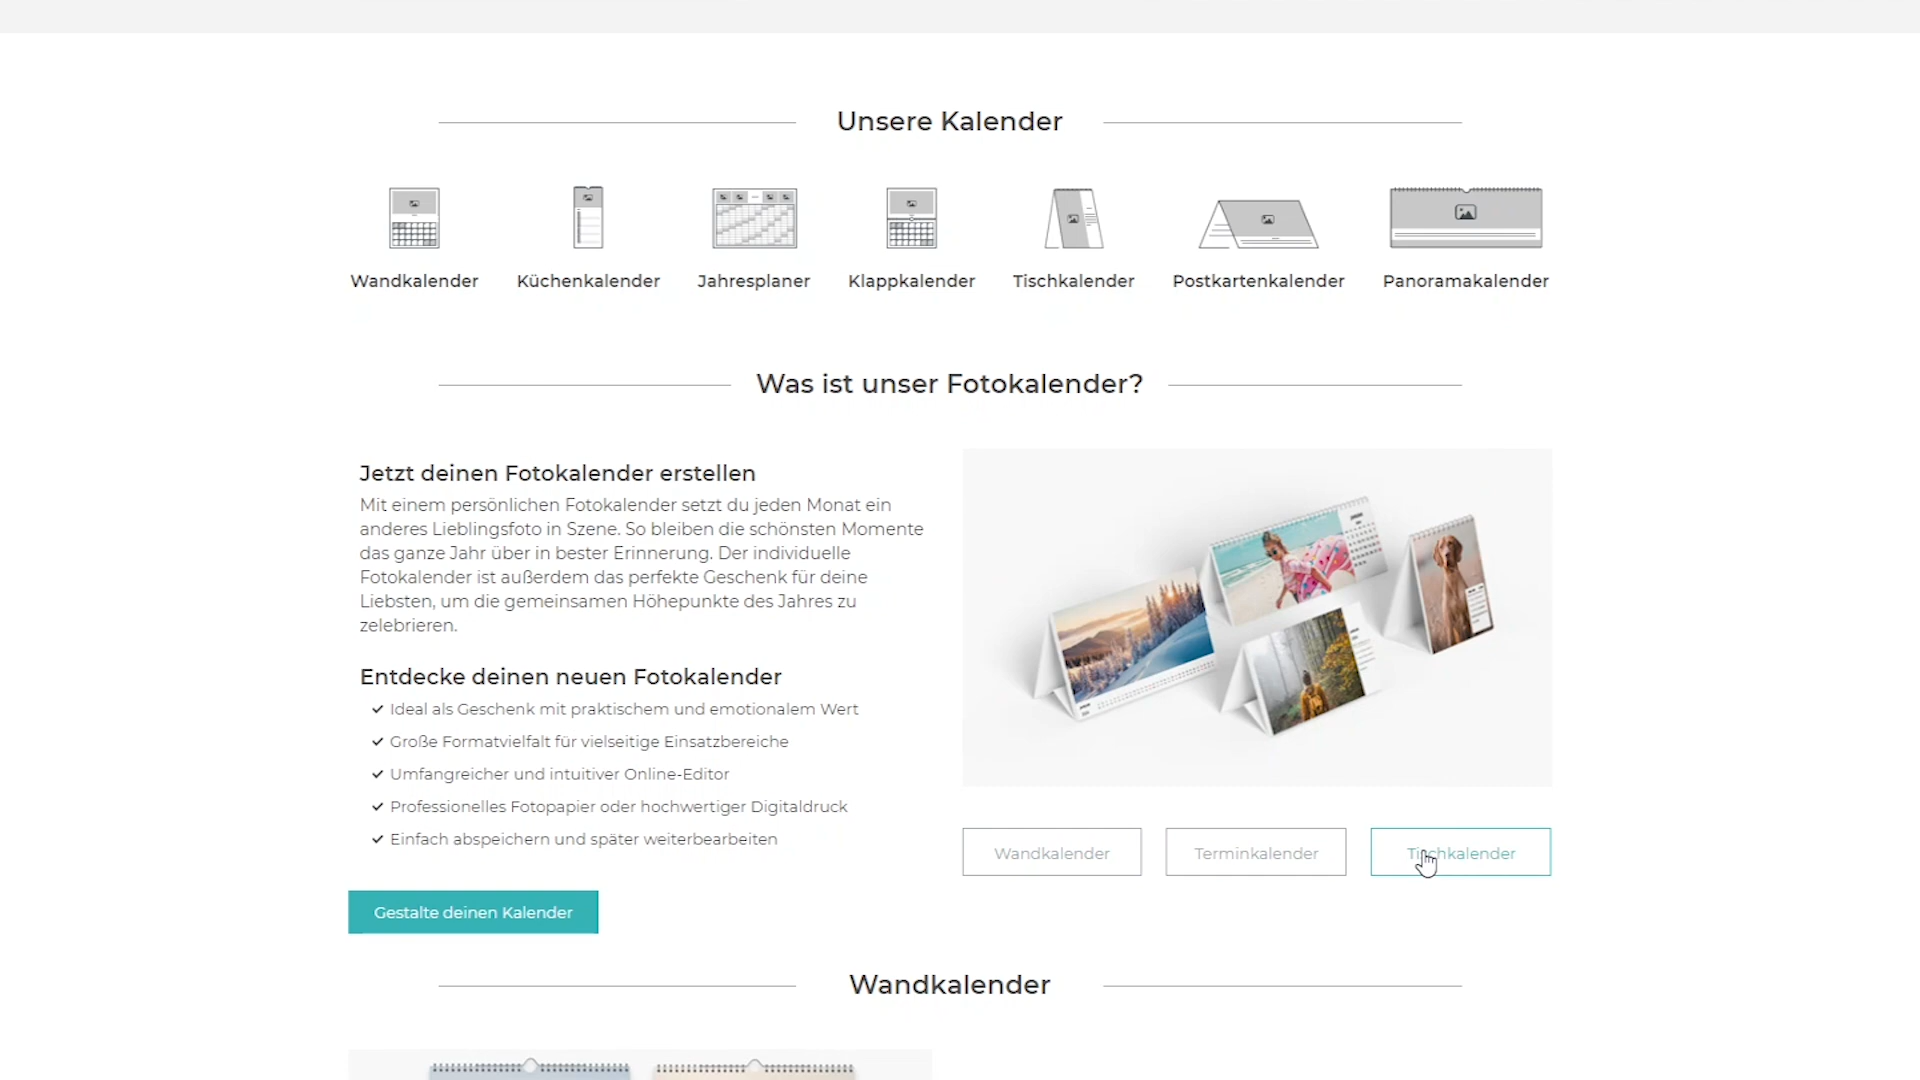 Unsere Kalender
Wandkalender
Küchenkalender
Jahresplaner
Klappkalender
Tischkalender
Postkartenkalender
Panoramakalender
Was ist unser Fotokalender?
Jetzt deinen Fotokalender erstellen
Mit einem persönlichen Fotokalender setzt du jeden Monat ein
anderes Lieblingsfoto in Szene. So bleiben die schönsten Momente
das ganze Jahr über in bester Erinnerung. Der individuelle
Fotokalender ist außerdem das perfekte Geschenk für deine
Liebsten, um die gemeinsamen Höhepunkte des Jahres zu
zelebrieren.
Entdecke deinen neuen Fotokalender
Ideal als Geschenk mit praktischem und emotionalem Wert
Große Formatvielfalt für vielseitige Einsatzbereiche
Umfangreicher und intuitiver Online-Editor
Professionelles Fotopapier oder hochwertiger Digitaldruck
Einfach abspeichern und später weiterbearbeiten
Gestalte deinen Kalender
Wandkalender
Terminkalender
Tischkalender
Wandkalender